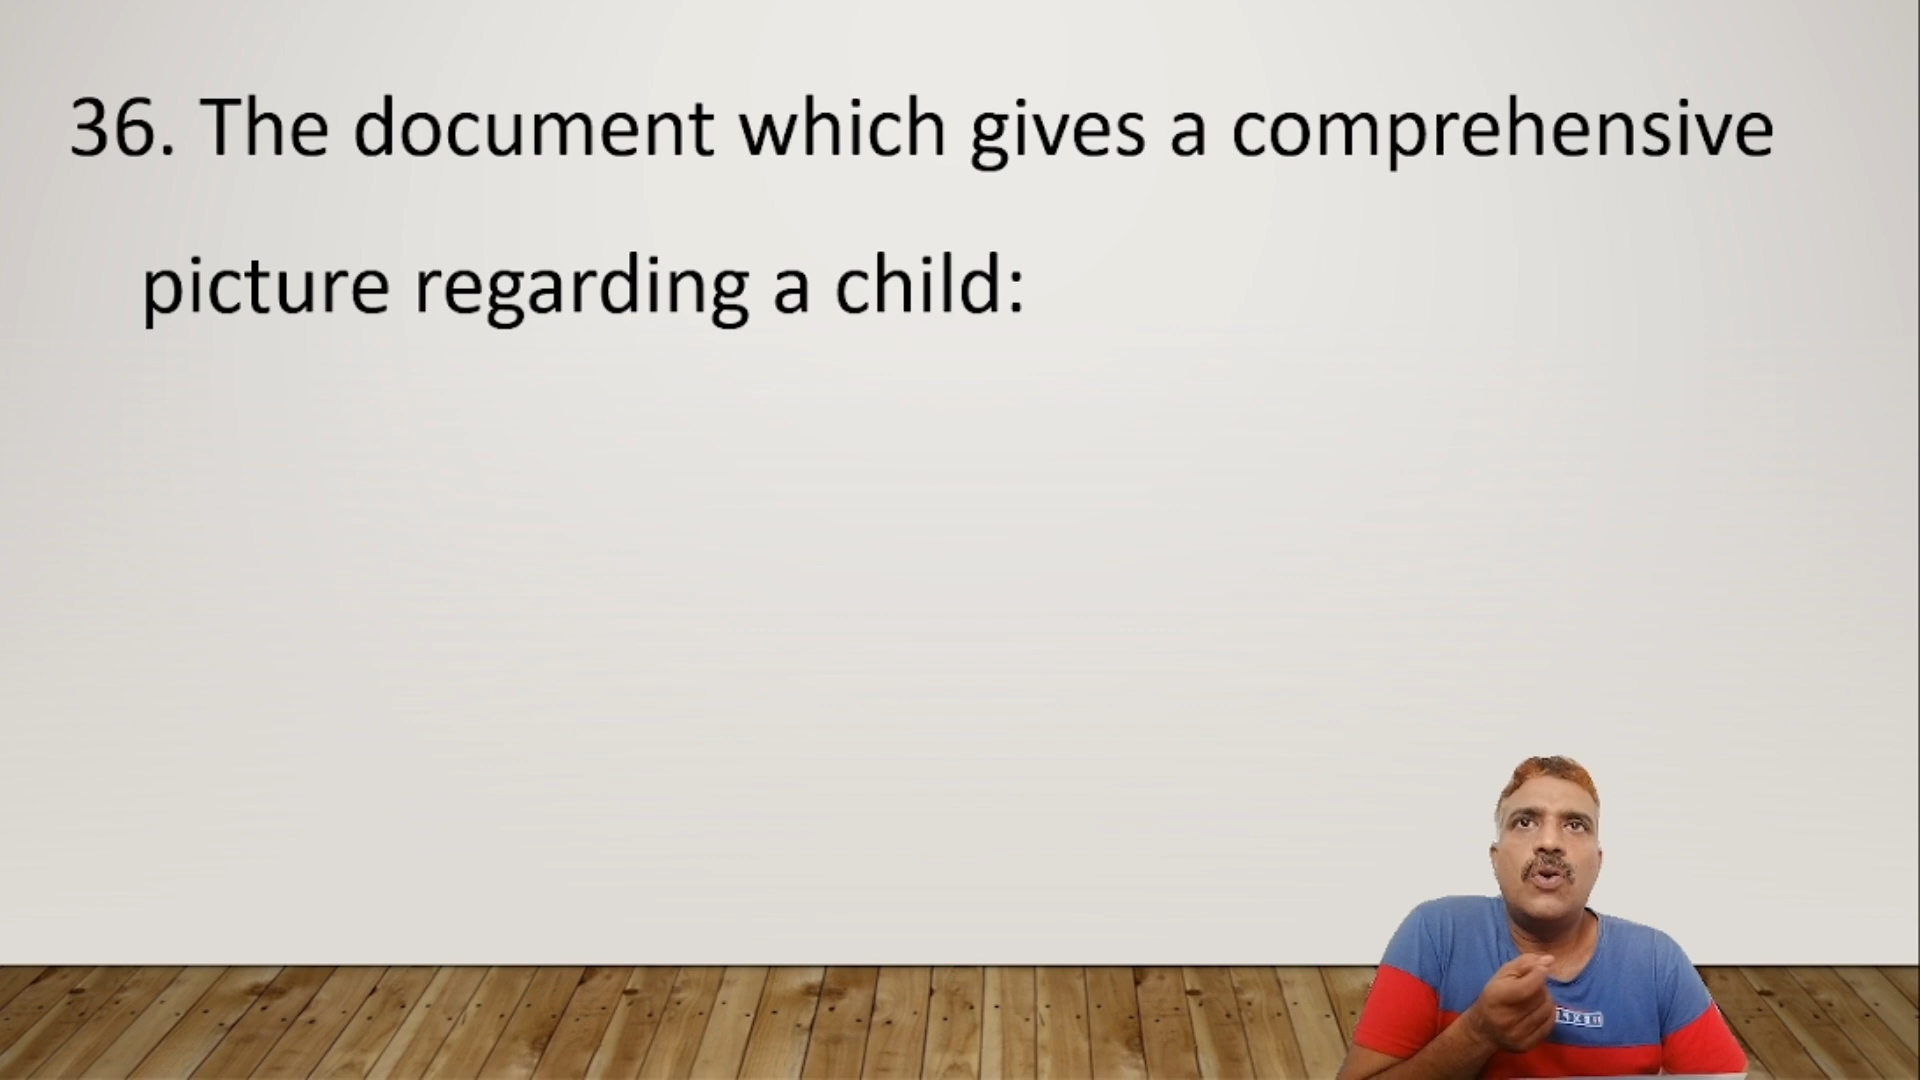 36. The document which gives a comprehensive
picture regarding a child: